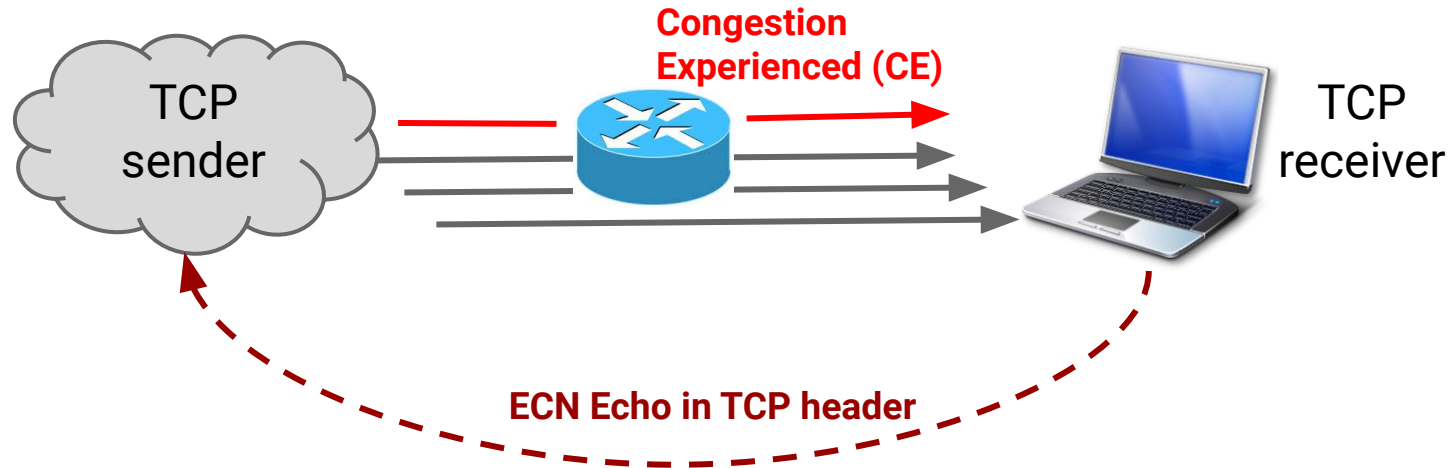 Congestion
Experienced (CE)
TCP
sender
TCP
receiver
ECN Echo in TCP header